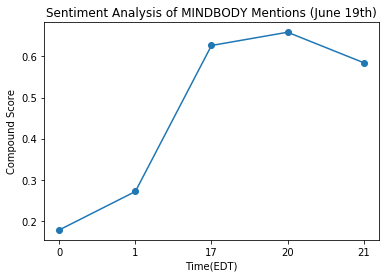 Sentiment Analysis of MINDBODY Mentions (June 19th)
Compound Score
0.6
0.5
0.4
0.3
0.2
0 1 17 20 21
Time(EDT)